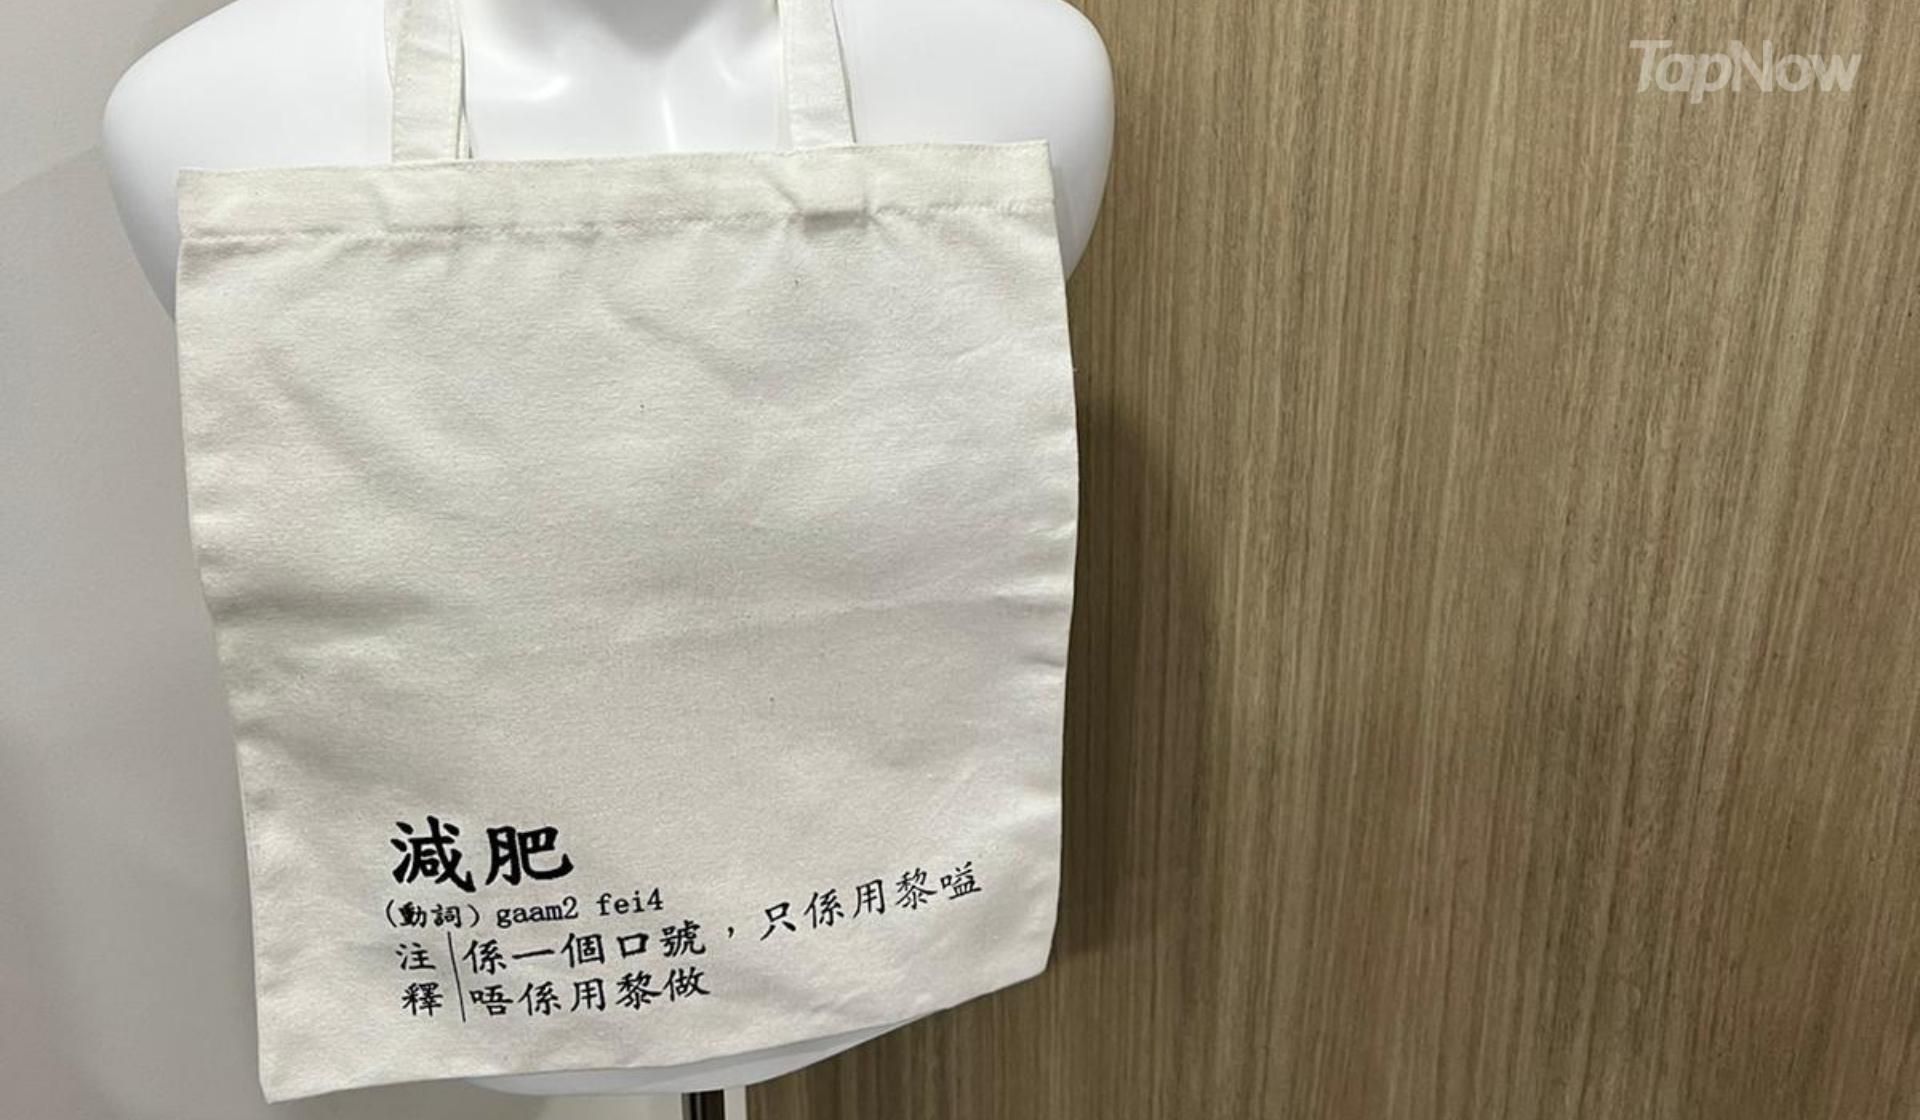 TapNow
減肥
(動詞) gaam2 fei4
注釋
係一個口號，只係用黎嗌
唔係用黎做